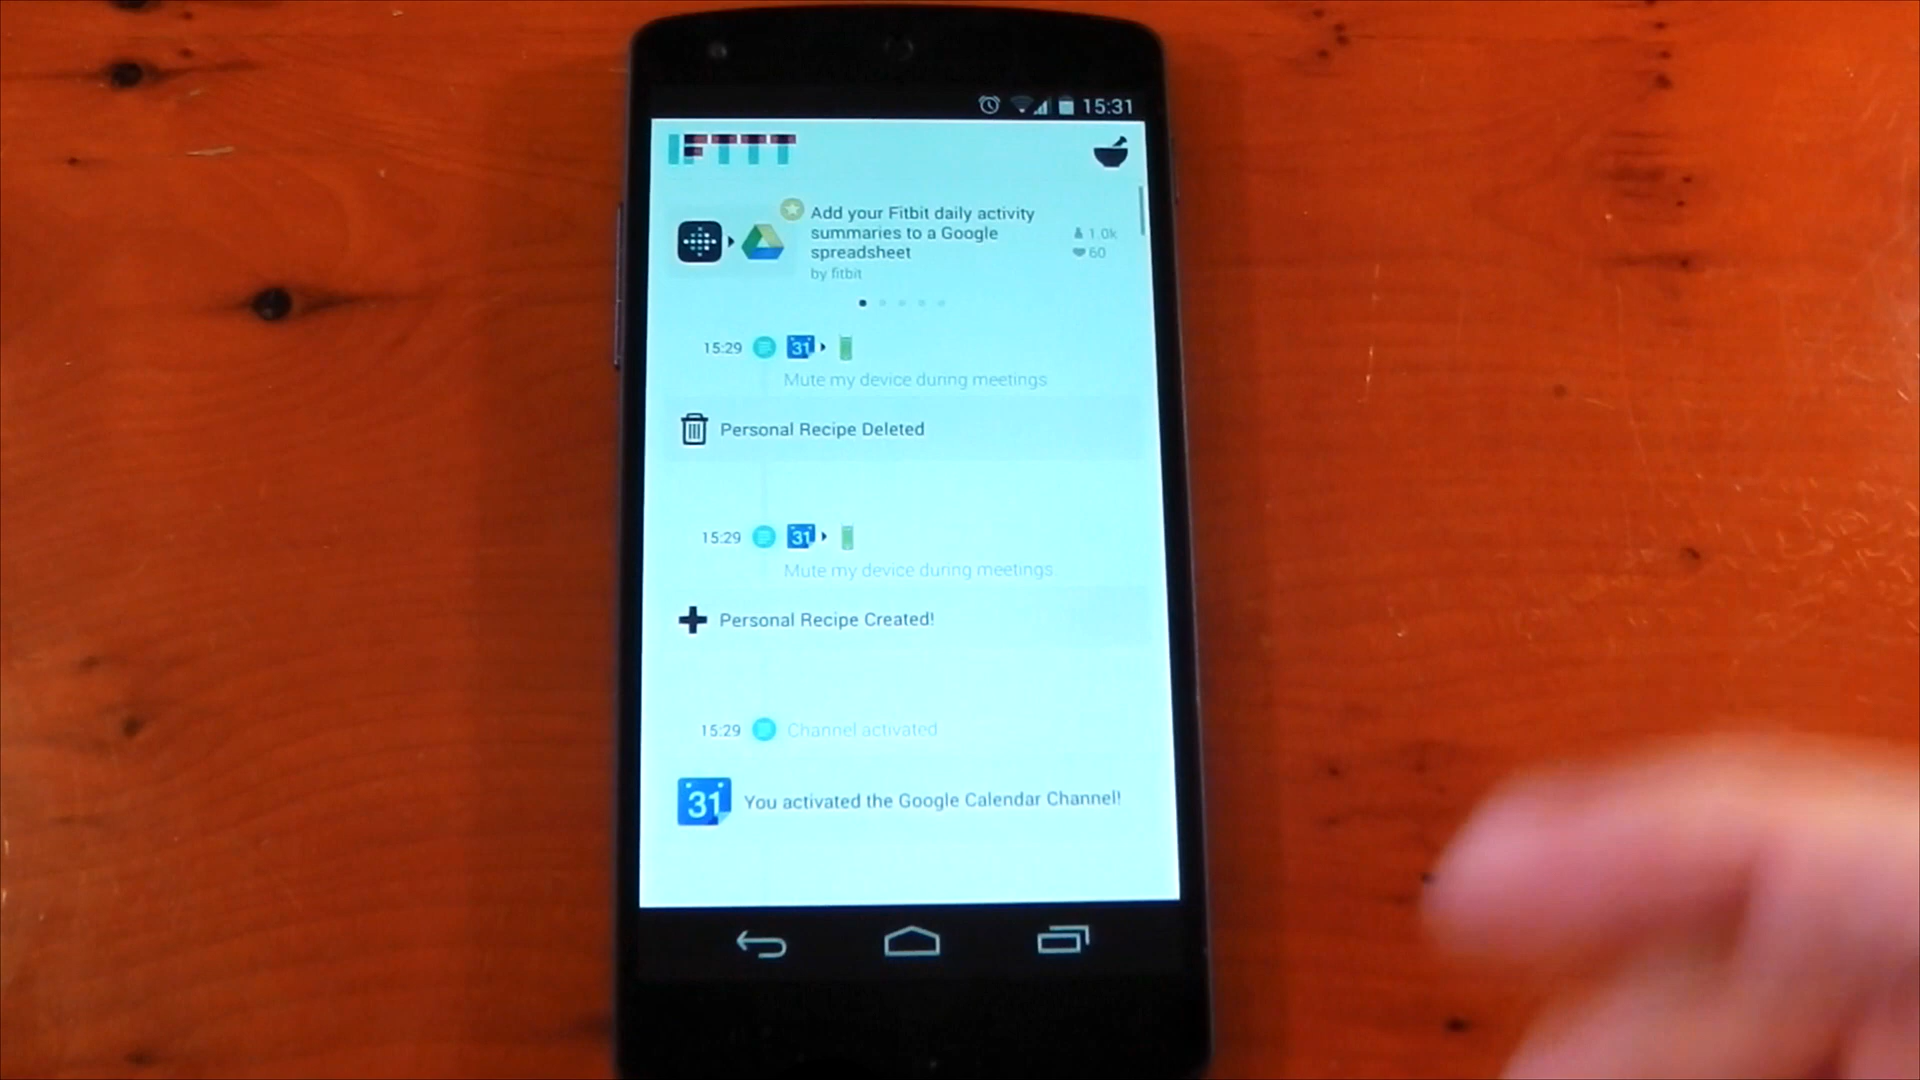 15:31
IFTTT
Add your Fitbit daily activity
summaries to a Google
spreadsheet
by fitbit
1.0k
60
15:29
31
Mute my device during meetings
Personal Recipe Deleted
15:29
31
Mute my device during meetings
Personal Recipe Created!
15:29 Channel activated
31
You activated the Google Calendar Channel!